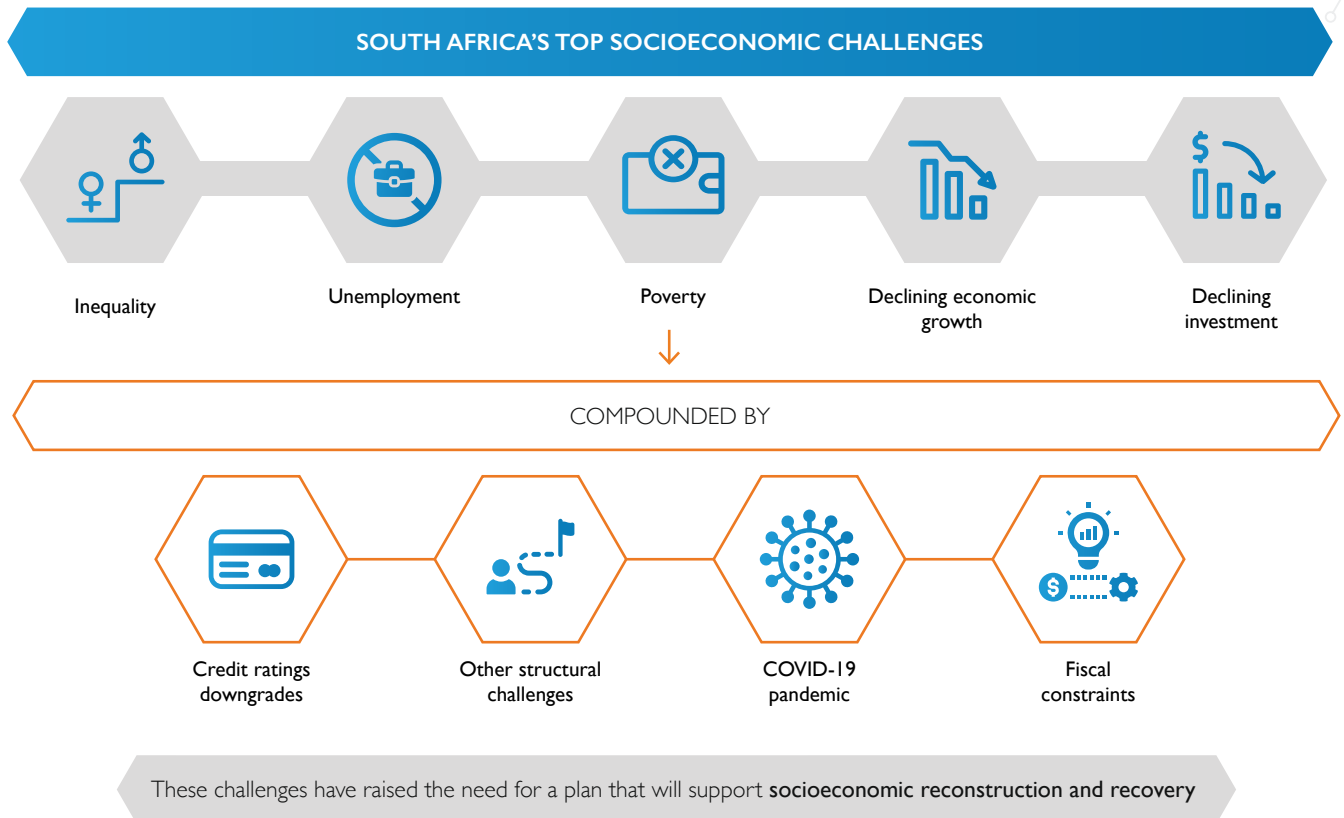 SOUTH AFRICA'S TOP SOCIOECONOMIC CHALLENGES
$
Inequality
Unemployment
Poverty
Declining economic
growth
Declining
investment
COMPOUNDED BY
$
Credit ratings
downgrades
Other structural
challenges
COVID-19
pandemic
Fiscal
constraints
These challenges have raised the need for a plan that will support socioeconomic reconstruction and recovery